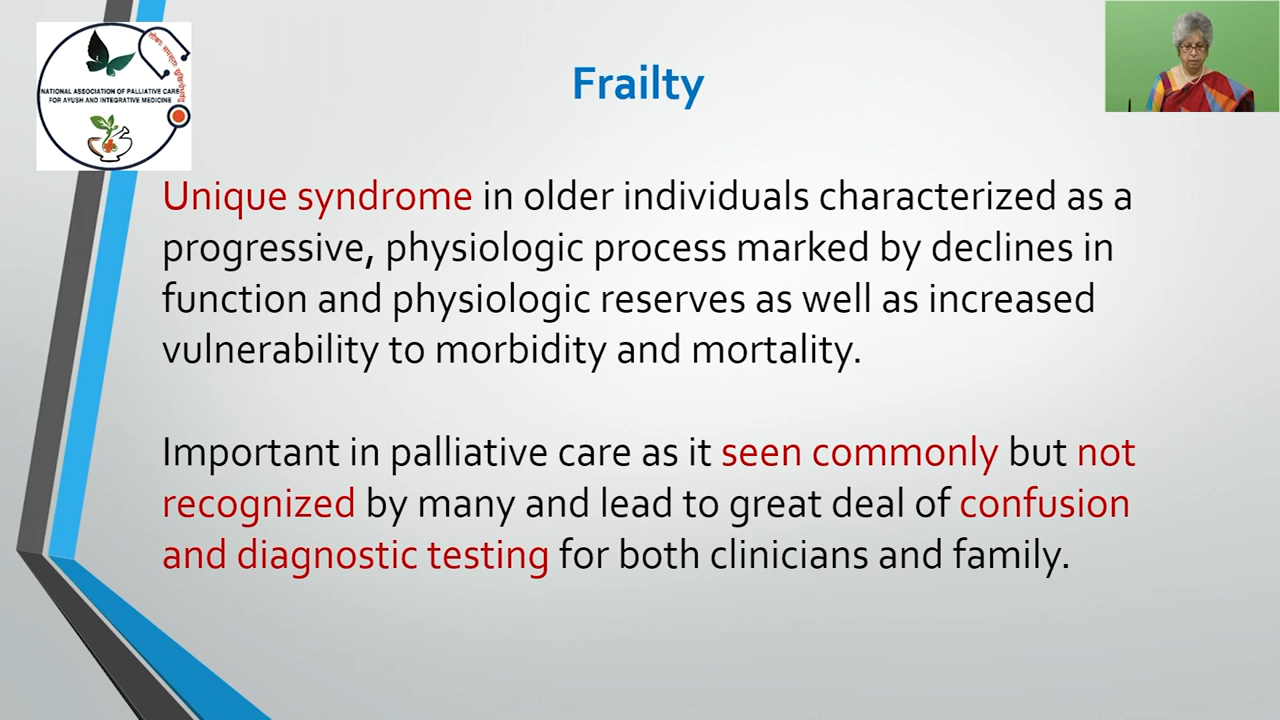 NATIONAL ASSOCIATION OF PALLIATIVE CARE
FOR AYUSH AND INTEGRATIVE MEDICINE
Frailty
Unique syndrome in older individuals characterized as a
progressive, physiologic process marked by declines in
function and physiologic reserves as well as increased
vulnerability to morbidity and mortality.
Important in palliative care as it seen commonly but not
recognized by many and lead to great deal of confusion
and diagnostic testing for both clinicians and family.